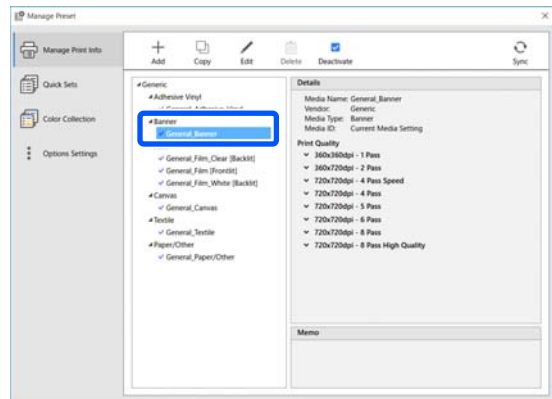 Manage Preset
Manage Print Info
Quick Sets
Color Collection
Options Settings
Add
Copy
Edit
Delete
Deactivate
Sync
Generic
Adhesive Vinyl
General_Adhesive_Vinyl
Banner
General_Banner
General_Film_Clear [Backlit]
General_Film [Frontlit]
General_Film_White [Backlit]
Canvas
General_Canvas
Textile
General_Textile
Paper/Other
General_Paper/Other
Details
Media Name: General_Banner
Vendor: Generic
Media Type: Banner
Media ID: Current Media Setting
Print Quality
360x360dpi - 1 Pass
360x720dpi - 2 Pass
720x720dpi - 4 Pass Speed
720x720dpi - 4 Pass
720x720dpi - 5 Pass
720x720dpi - 6 Pass
720x720dpi - 8 Pass
720x720dpi - 8 Pass High Quality
Memo